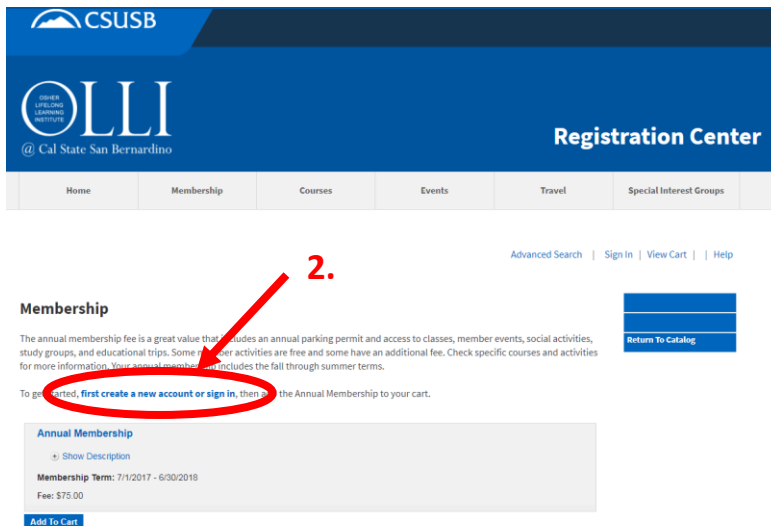 CSUSB
OSHER
LIFELONG
LEARNING
INSTITUTE
OLLI
@ Cal State San Bernardino
Registration Center
Home Membership Courses Events Travel Special Interest Groups
Advanced Search | Sign In | View Cart | | Help
2.
Membership
The annual membership fee is a great value that includes an annual parking permit and access to classes, member events, social activities,
study groups, and educational trips. Some member activities are free and some have an additional fee. Check specific courses and activities
for more information. Your annual membership includes the fall through summer terms.
Return To Catalog
To get started, first create a new account or sign in, then add the Annual Membership to your cart.
Annual Membership
Show Description
Membership Term: 7/1/2017 - 6/30/2018
Fee: $75.00
Add To Cart